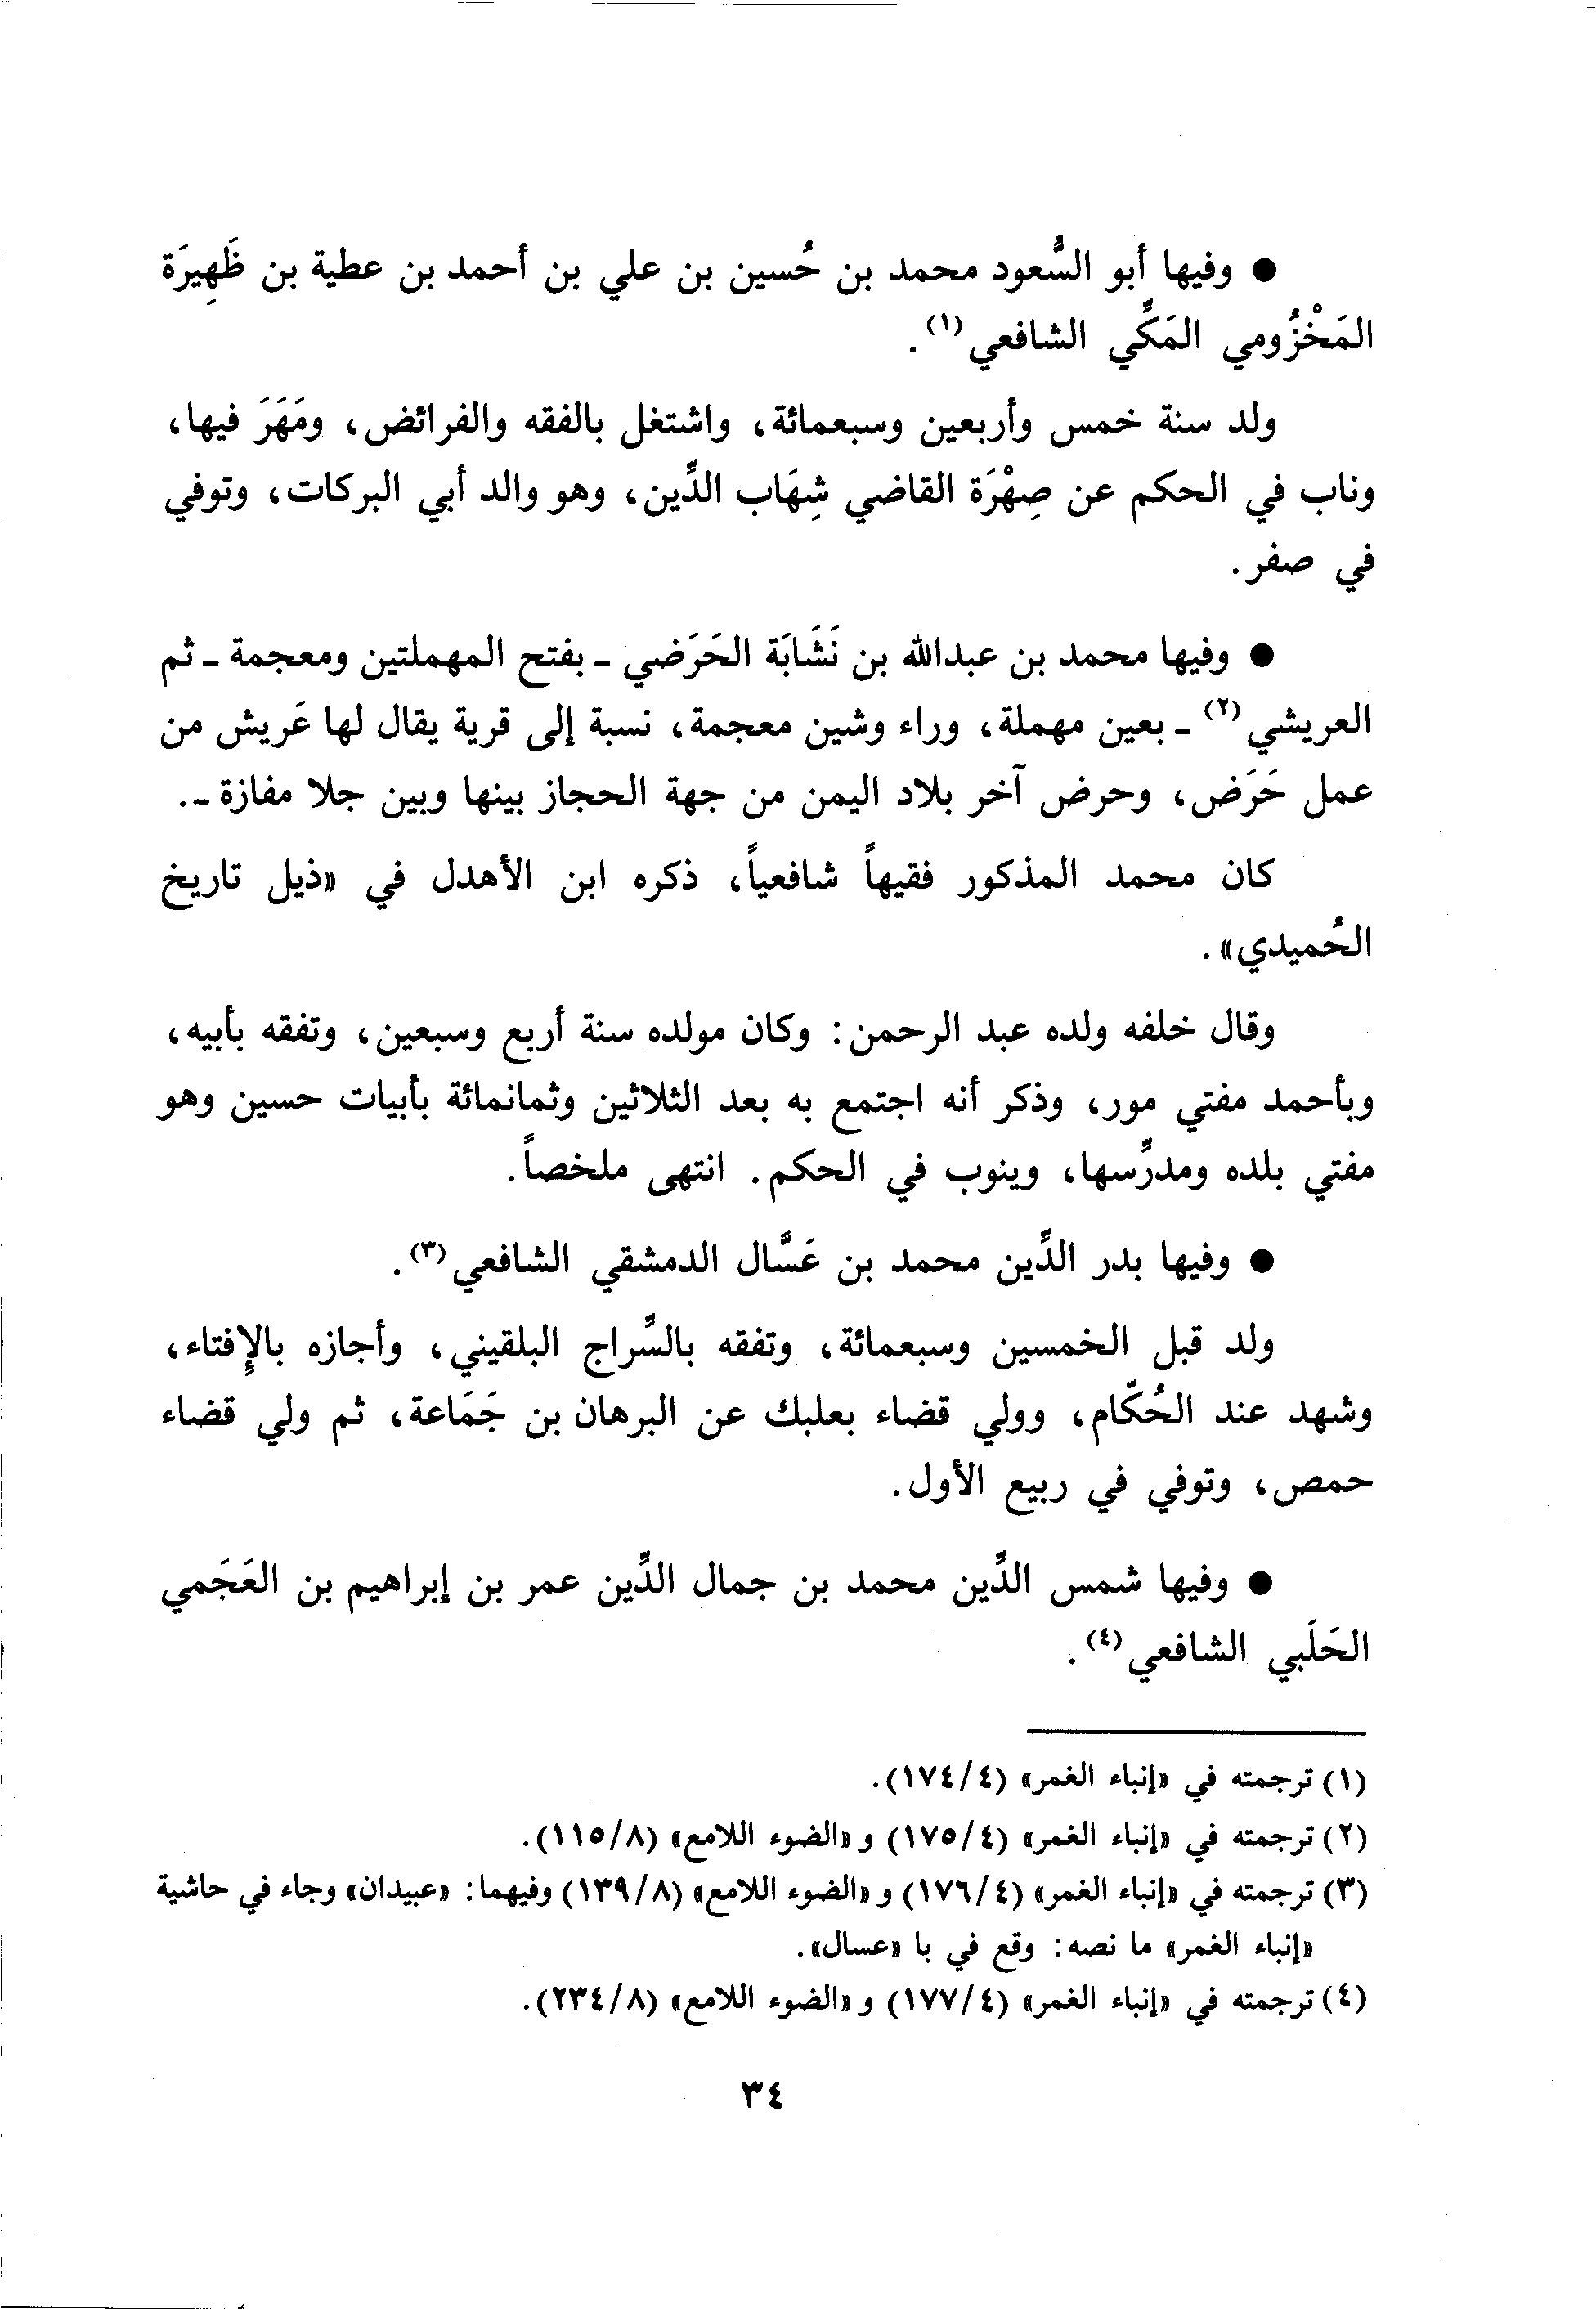 ● وفيها أبو السُّعود محمد بن حُسين بن علي بن أحمد بن عطية بن ظَهِيرَة
المَخْزُومي المَكِّي الشافعي(١).
ولد سنة خمس وأربعين وسبعمائة، واشتغل بالفقه والفرائض، ومَهَرَ فيها،
وناب في الحكم عن صِهْرَة القاضي شِهَاب الدِّين، وهو والد أبي البركات، وتوفي
في صفر.
● وفيها محمد بن عبدالله بن نَشَابَة الحَرَضي ـ بفتح المهملتين ومعجمة ـ ثم
العريشي(٢) ـ بعين مهملة، وراء وشين معجمة، نسبة إلى قرية يقال لها عَريش من
عمل حَرَض، وحرض آخر بلاد اليمن من جهة الحجاز بينها وبين جلا مفازة ـ.
كان محمد المذكور فقيهاً شافعياً، ذكره ابن الأهدل في «ذيل تاريخ
الحُميدي».
وقال خلفه ولده عبد الرحمن: وكان مولده سنة أربع وسبعين، وتفقه بأبيه،
وبأحمد مفتي مور، وذكر أنه اجتمع به بعد الثلاثين وثمانمائة بأبيات حسين وهو
مفتي بلده ومدرِّسها، وينوب في الحكم. انتهى ملخصاً.
● وفيها بدر الدِّين محمد بن عَسَّال الدمشقي الشافعي(٣).
ولد قبل الخمسين وسبعمائة، وتفقه بالسِّراج البلقيني، وأجازه بالإِفتاء،
وشهد عند الحُكّام، وولي قضاء بعلبك عن البرهان بن جَمَاعة، ثم ولي قضاء
حمص، وتوفي في ربيع الأول.
● وفيها شمس الدِّين محمد بن جمال الدِّين عمر بن إبراهيم بن العَجَمي
الحَلَبي الشافعي(٤).
(١) ترجمته في «إنباء الغمر» (٤/١٧٤).
(٢) ترجمته في «إنباء الغمر» (٤/١٧٥) و«الضوء اللامع» (٨/١١٥).
(٣) ترجمته في «إنباء الغمر» (٤/١٧٦) و«الضوء اللامع» (٨/١٣٩) وفيهما: «عبيدان» وجاء في حاشية
«إنباء الغمر» ما نصه: وقع في با «عسال».
(٤) ترجمته في «إنباء الغمر» (٤/١٧٧) و«الضوء اللامع» (٨/٢٣٤).
٣٤